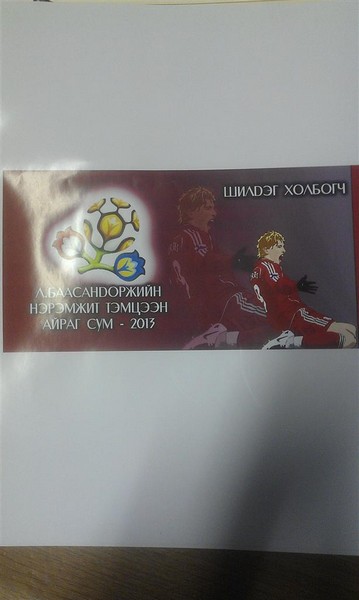 ШИЛДЭГ ХОЛБОГЧ
Л.БААСАНДОРЖИЙН
НЭРЭМЖИТ ТЭМЦЭЭН
АЙРАГ СУМ - 2013